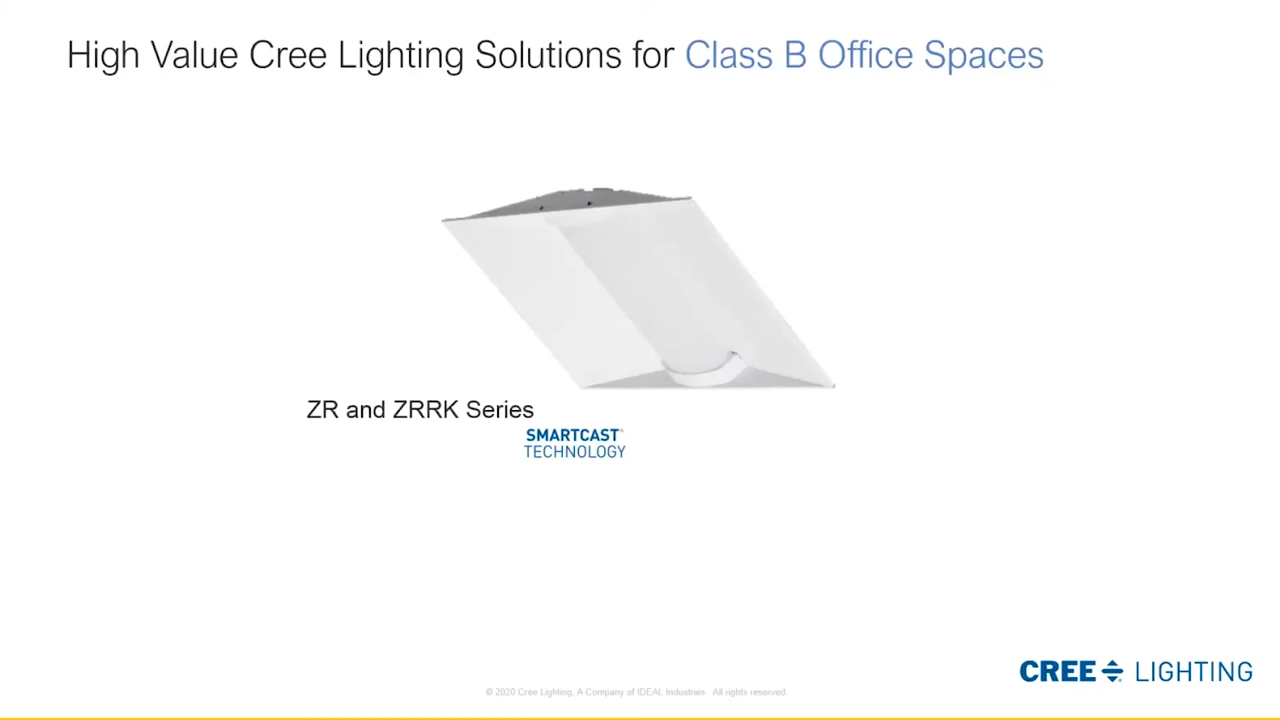 High Value Cree Lighting Solutions for Class B Office Spaces
ZR and ZRRK Series
SMARTCAST
TECHNOLOGY
CREE LIGHTING
© 2020 Cree Lighting, A Company of IDEAL Industries. All rights reserved.